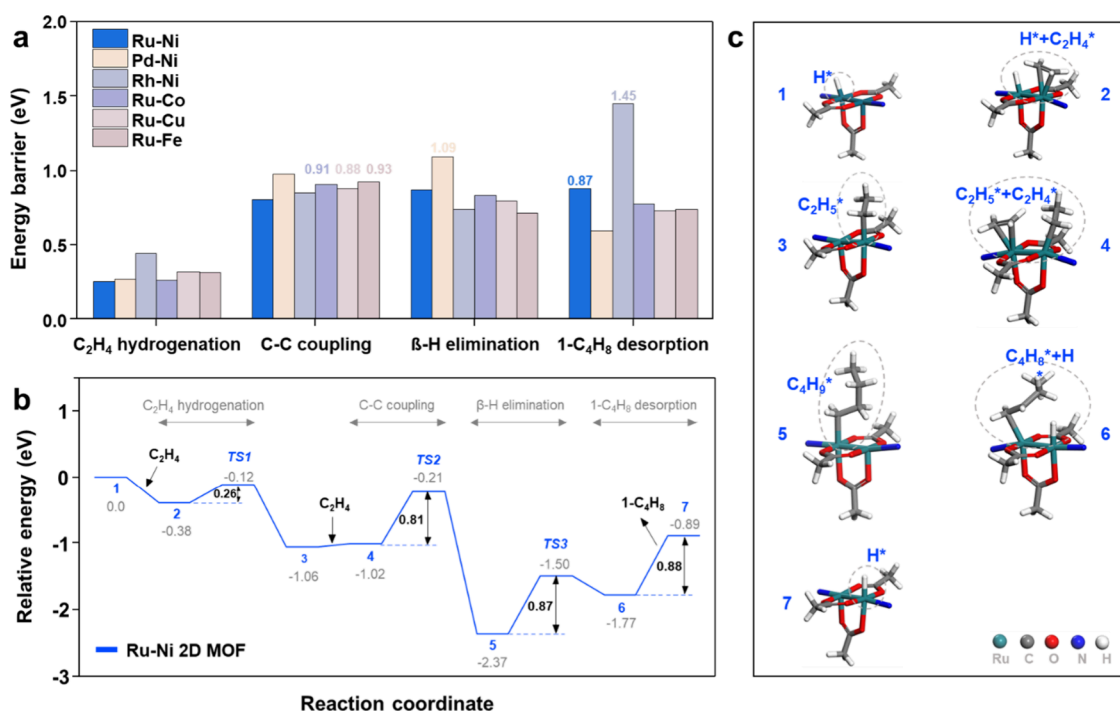 a
Energy barrier (eV)
2.0
1.5
1.0
0.5
0.0
Ru-Ni
Pd-Ni
Rh-Ni
Ru-Co
Ru-Cu
Ru-Fe
0.91 0.88 0.93
1.09
0.87
1.45
C₂H₄ hydrogenation C-C coupling ß-H elimination 1-C₄H₈ desorption
b
Relative energy (eV)
1
0
-1
-2
-3
C₂H₄ hydrogenation C-C coupling β-H elimination 1-C₄H₈ desorption
1
0.0
C₂H₄
2
-0.38
TS1
-0.12
0.26
3
-1.06
C₂H₄
4
-1.02
TS2
-0.21
0.81
5
-2.37
TS3
-1.50
0.87
6
-1.77
1-C₄H₈
7
-0.89
0.88
Ru-Ni 2D MOF
Reaction coordinate
c
H*
1
H*+C₂H₄*
2
C₂H₅*
3
C₂H₅*+C₂H₄*
4
C₄H₉*
5
C₄H₈*+H
*
6
H*
7
Ru C O N H